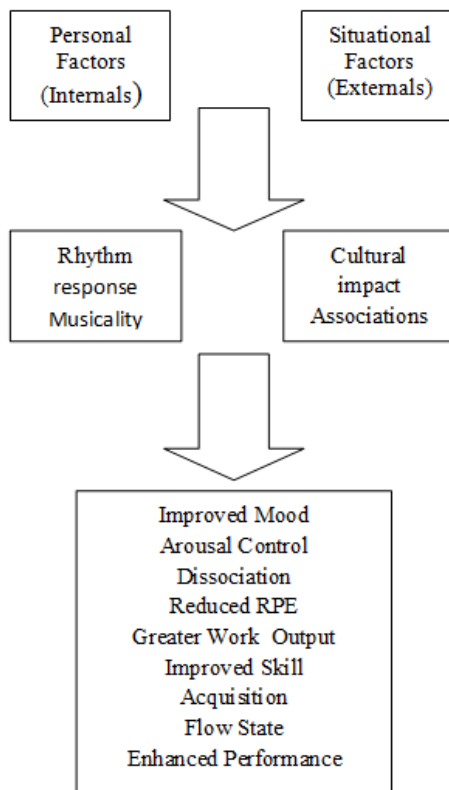 Personal
Factors
(Internals)
Situational
Factors
(Externals)
Rhythm
response
Musicality
Cultural
impact
Associations
Improved Mood
Arousal Control
Dissociation
Reduced RPE
Greater Work Output
Improved Skill
Acquisition
Flow State
Enhanced Performance